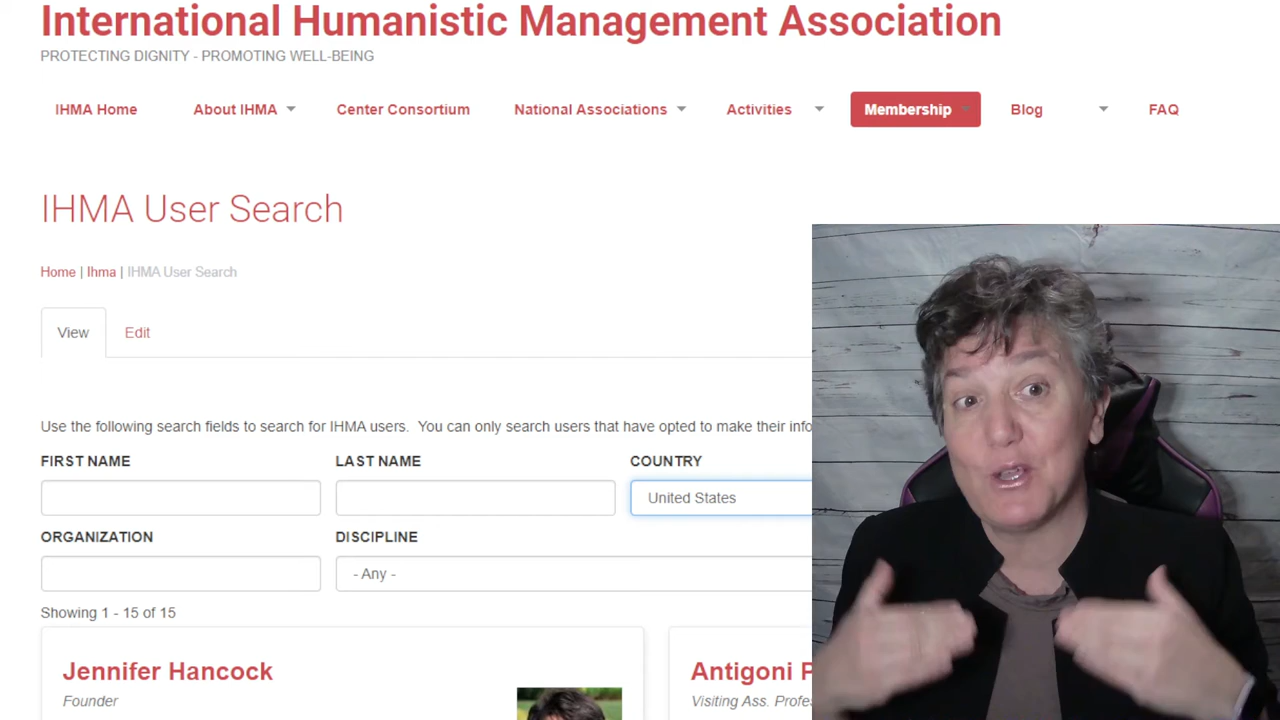 International Humanistic Management Association
PROTECTING DIGNITY - PROMOTING WELL-BEING
IHMA Home About IHMA Center Consortium National Associations Activities Membership Blog FAQ
IHMA User Search
Home | Ihma | IHMA User Search
View Edit
Use the following search fields to search for IHMA users. You can only search users that have opted to make their info
FIRST NAME LAST NAME COUNTRY
United States
ORGANIZATION DISCIPLINE
- Any -
Showing 1 - 15 of 15
Jennifer Hancock Antigoni P
Founder Visiting Ass. Profe